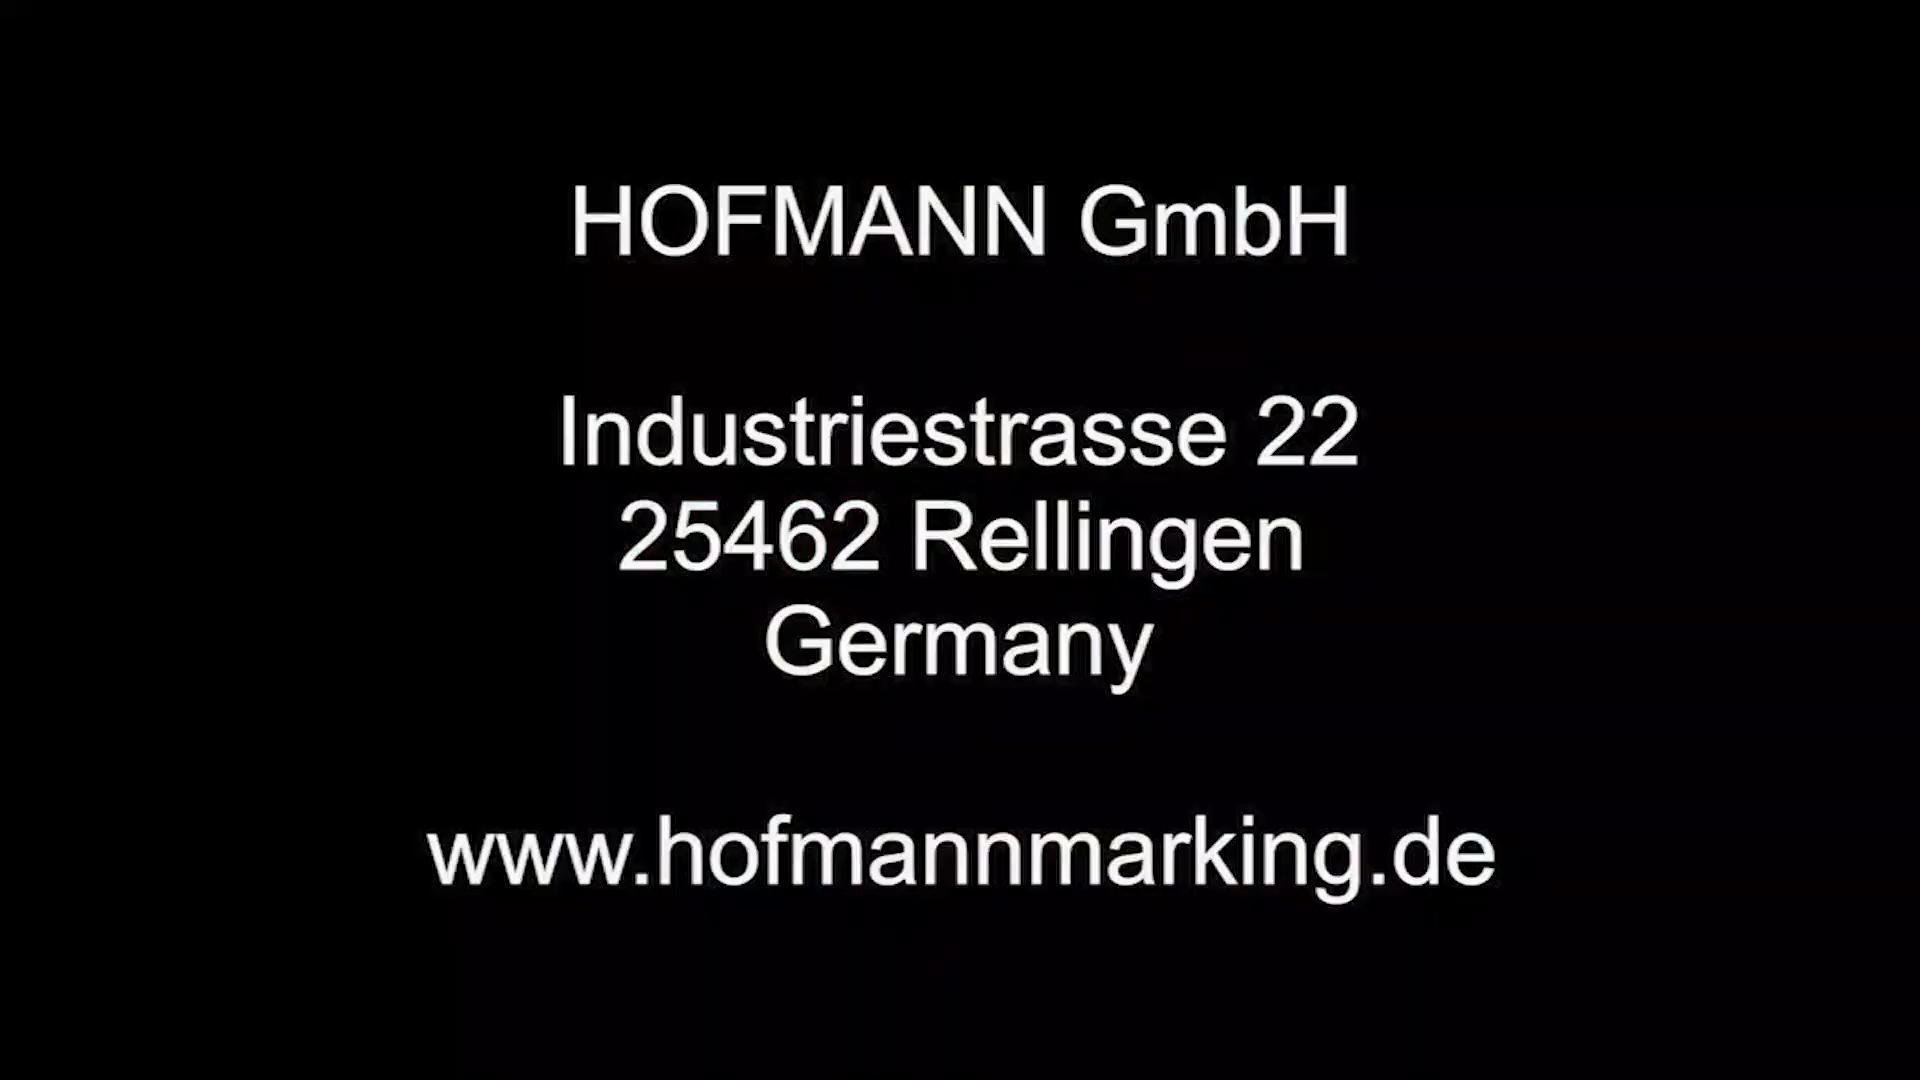 HOFMANN GmbH
Industriestrasse 22
25462 Rellingen
Germany
www.hofmannmarking.de